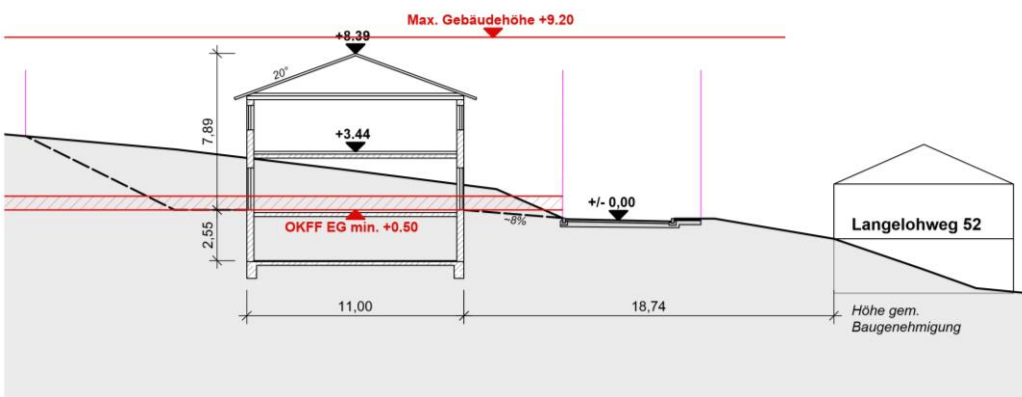 Max. Gebäudehöhe +9.20
+8.39
20°
7,89
+3.44
+/- 0,00
~8%
OKFF EG min. +0.50
2,55
Langelohweg 52
11,00
18,74
Höhe gem.
Baugenehmigung